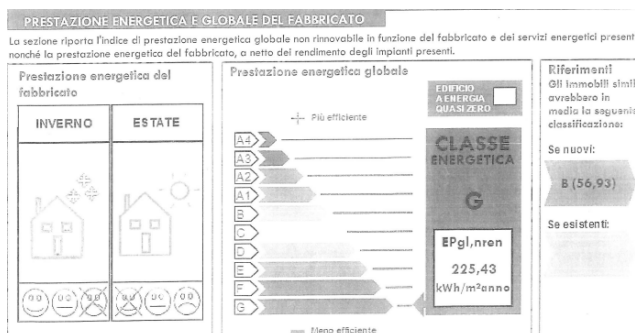 PRESTAZIONE ENERGETICA E GLOBALE DEL FABBRICATO
La sezione riporta l'indice di prestazione energetica globale non rinnovabile in funzione del fabbricato e dei servizi energetici present
nonché la prestazione energetica del fabbricato, a netto del rendimento degli impianti presenti.
Prestazione energetica del
fabbricato
INVERNO
ESTATE
Prestazione energetica globale
EDIFICIO
A ENERGIA
QUASI ZERO
Più efficiente
A4
A3
A2
A1
B
C
D
E
F
G
Meno efficiente
CLASSE
ENERGETICA
G
EPgl,nren
225,43
kWh/m²anno
Riferimenti
Gli immobili simil
avrebbero in
media la seguente
classificazione:
Se nuovi:
B (56,93)
Se esistenti: